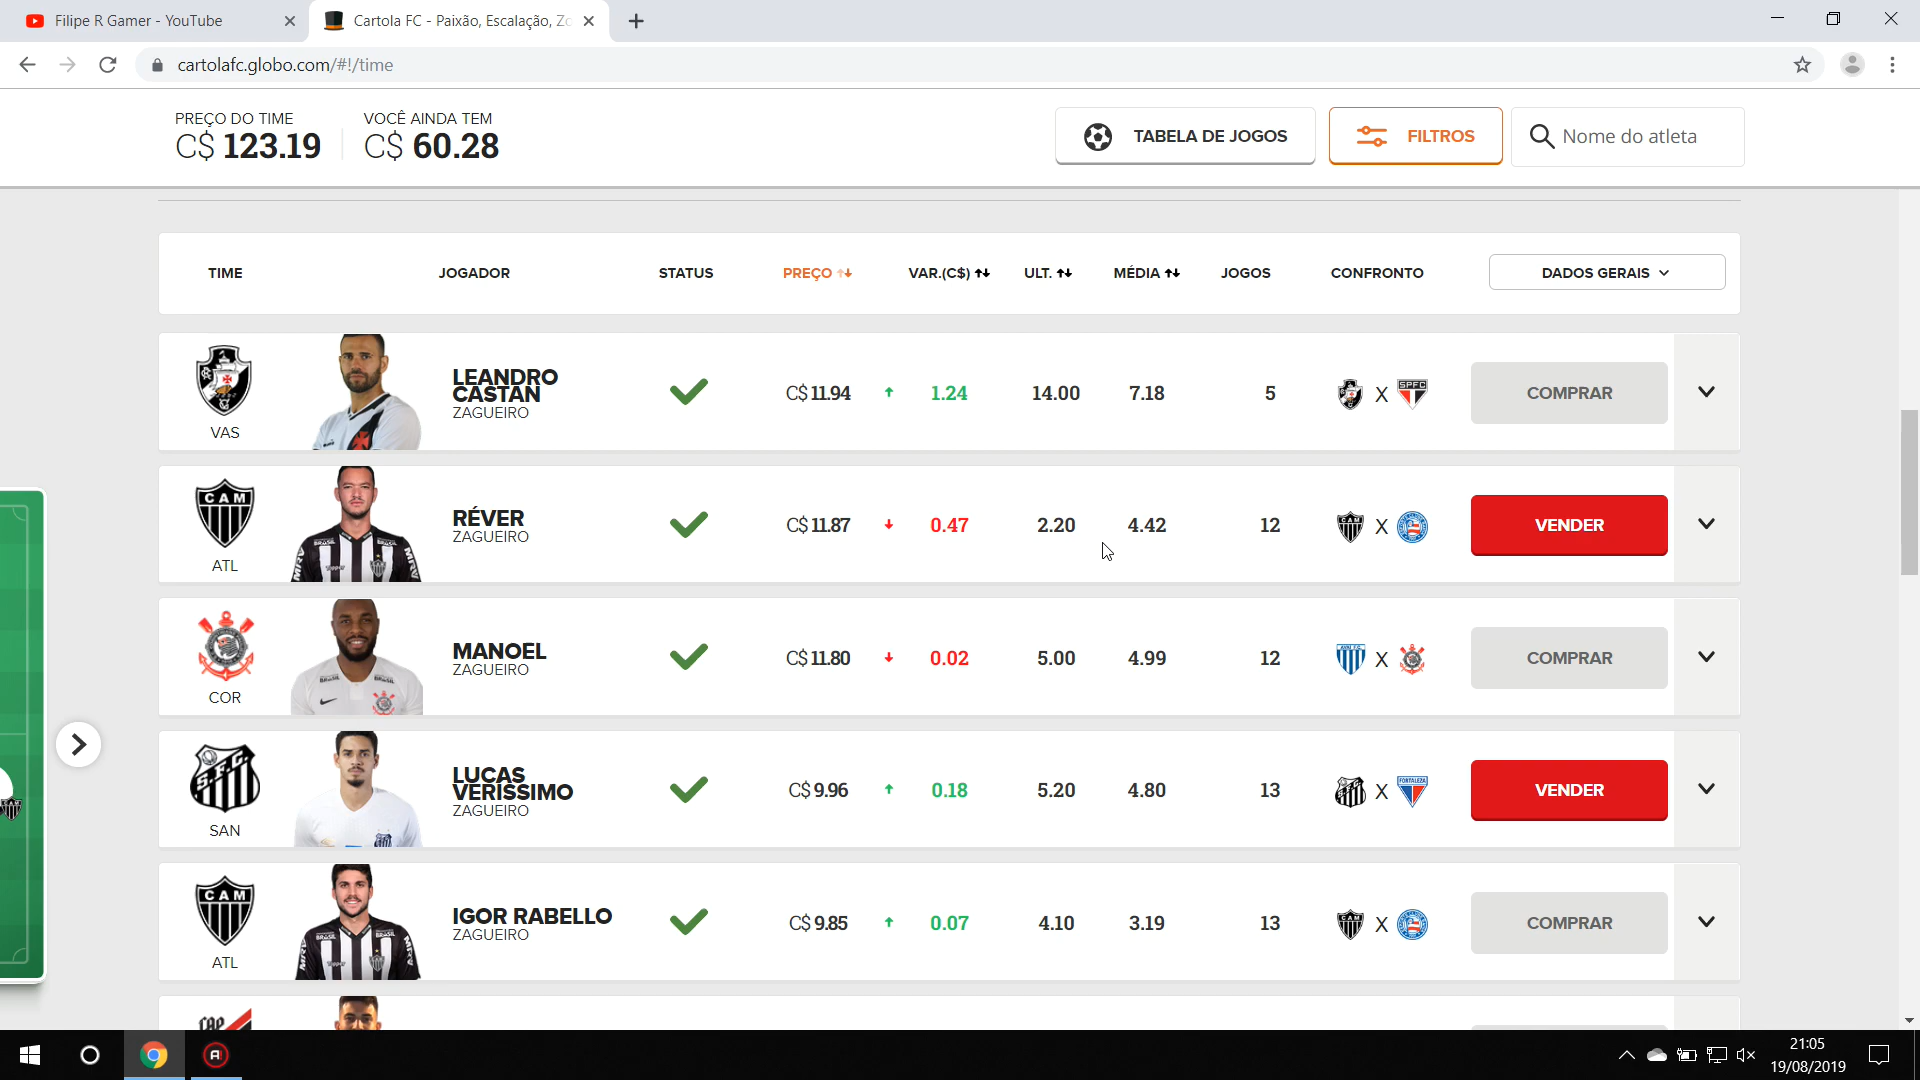 Filipe R Gamer - YouTube
Cartola FC - Paixão, Escalação, Zo
cartolafc.globo.com/#!/time
PREÇO DO TIME
C$ 123.19
VOCÊ AINDA TEM
C$ 60.28
TABELA DE JOGOS
FILTROS
Nome do atleta
TIME JOGADOR STATUS PREÇO VAR.(C$) ULT. MÉDIA JOGOS CONFRONTO DADOS GERAIS
VAS
LEANDRO
CASTAN
ZAGUEIRO
C$ 11.94 1.24 14.00 7.18 5 X SPFC COMPRAR
CAM
ATL
RÉVER
ZAGUEIRO
C$ 11.87 0.47 2.20 4.42 12 CAM X VENDER
COR
MANOEL
ZAGUEIRO
C$ 11.80 0.02 5.00 4.99 12 X COMPRAR
SAN
LUCAS
VERÍSSIMO
ZAGUEIRO
C$ 9.96 0.18 5.20 4.80 13 X FORTALEZA VENDER
CAM
ATL
IGOR RABELLO
ZAGUEIRO
C$ 9.85 0.07 4.10 3.19 13 CAM X COMPRAR
CAP
21:05
19/08/2019